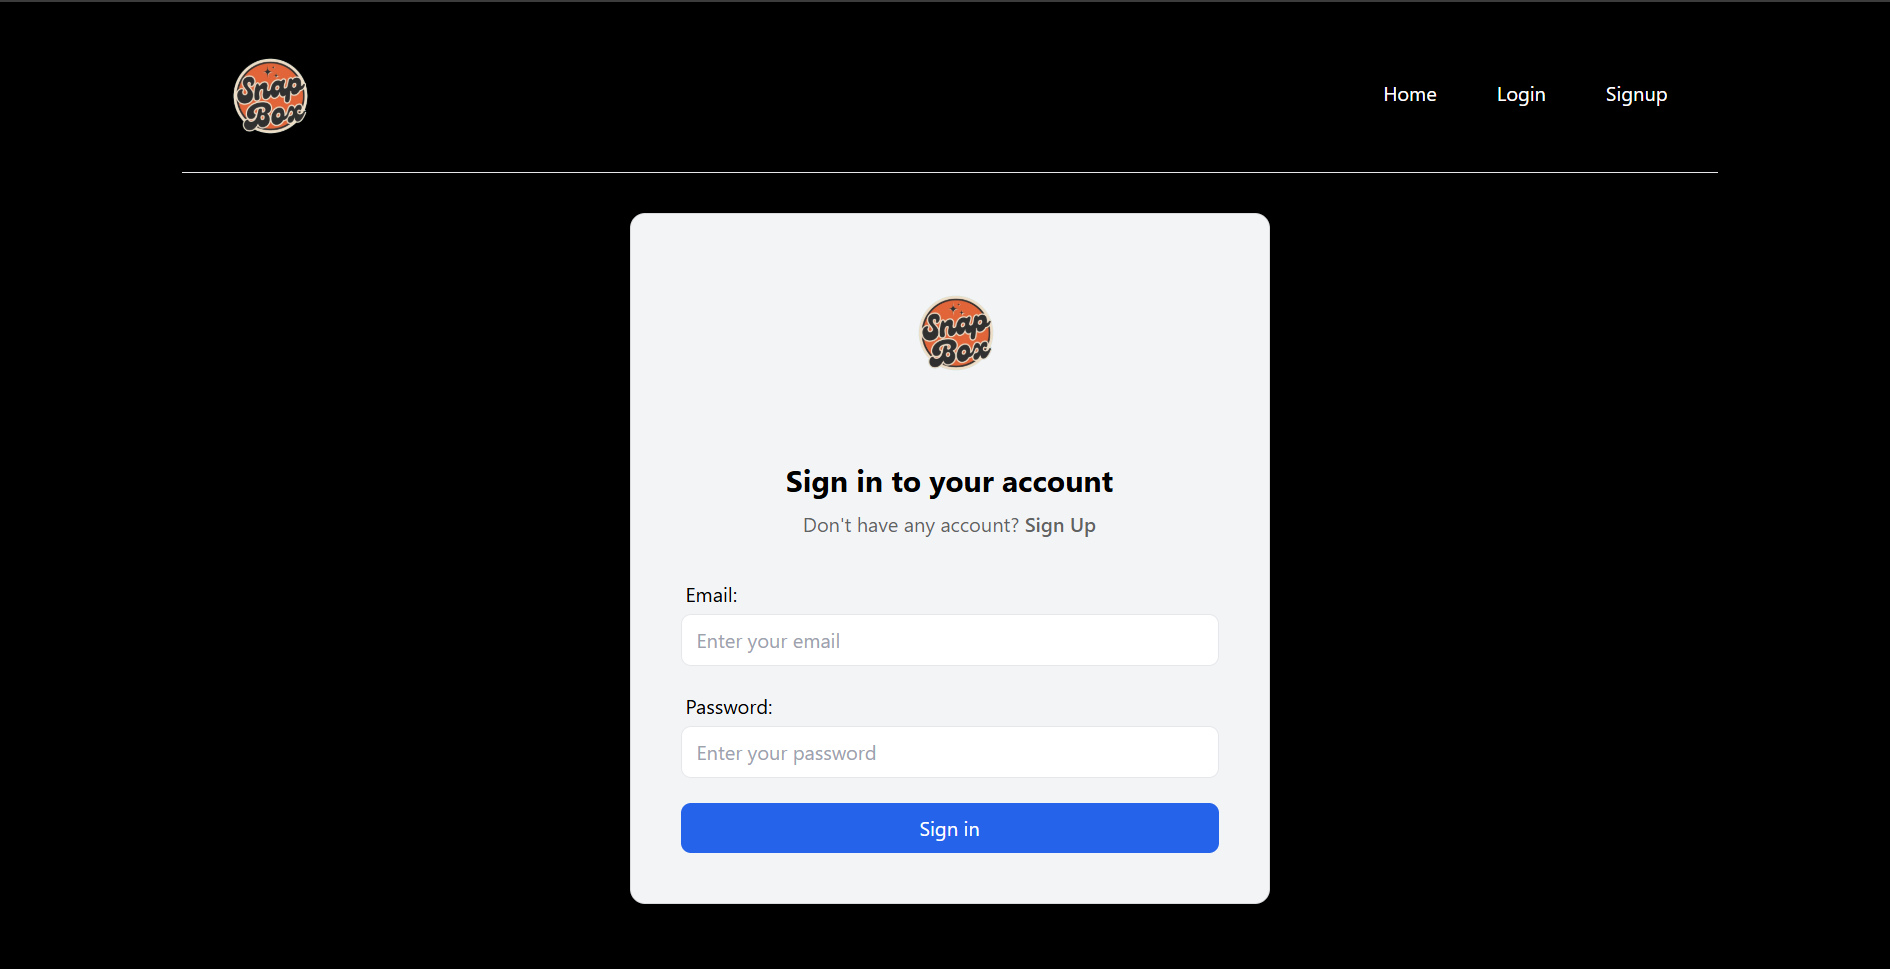 Snap
Box
Home Login Signup
Snap
Box
Sign in to your account
Don't have any account? Sign Up
Email:
Enter your email
Password:
Enter your password
Sign in